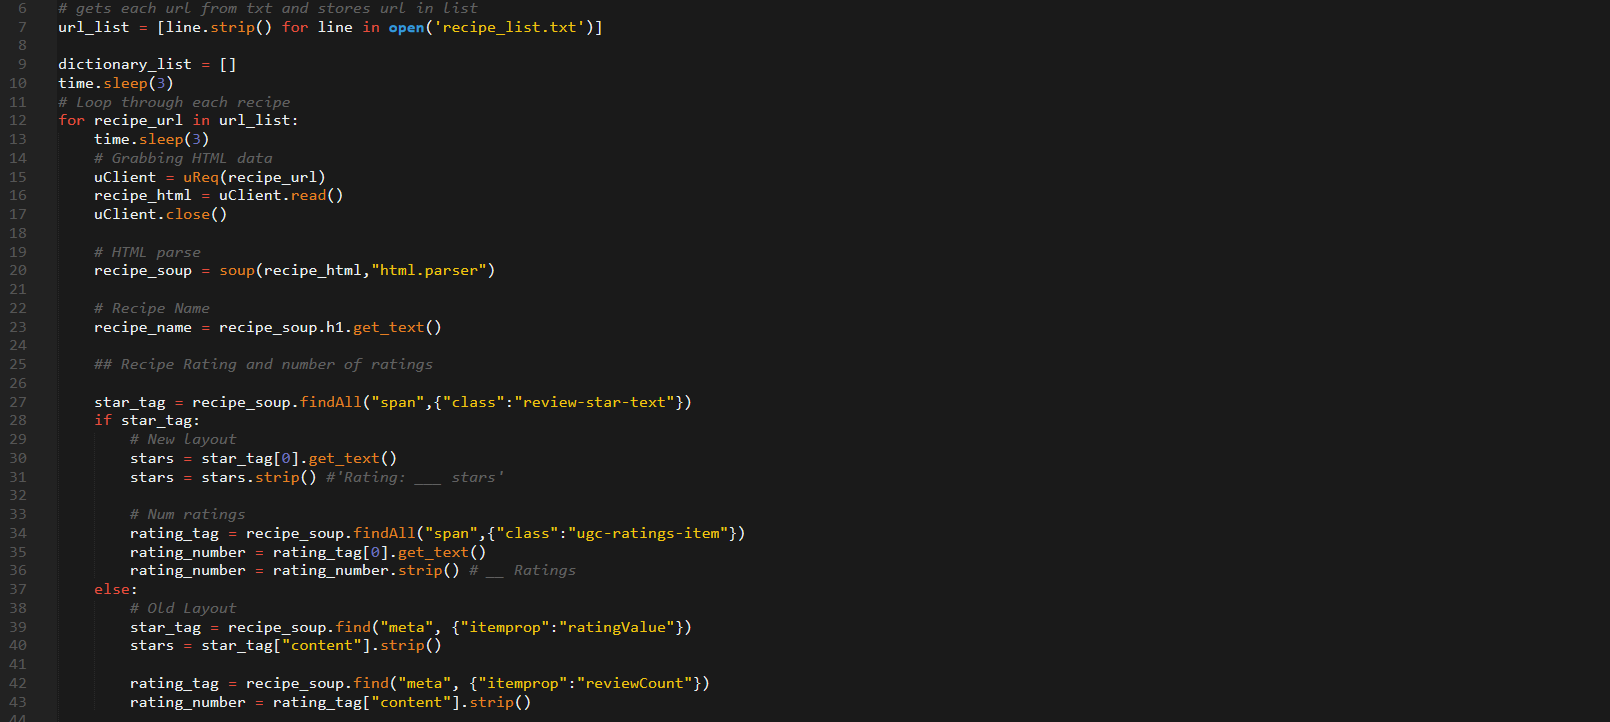 6 # gets each url from txt and stores url in list
7 url_list = [line.strip() for line in open('recipe_list.txt')]
8
9 dictionary_list = []
10 time.sleep(3)
11 # Loop through each recipe
12 for recipe_url in url_list:
13     time.sleep(3)
14     # Grabbing HTML data
15     uClient = uReq(recipe_url)
16     recipe_html = uClient.read()
17     uClient.close()
18
19     # HTML parse
20     recipe_soup = soup(recipe_html,"html.parser")
21
22     # Recipe Name
23     recipe_name = recipe_soup.h1.get_text()
24
25     ## Recipe Rating and number of ratings
26
27     star_tag = recipe_soup.findAll("span",{"class":"review-star-text"})
28     if star_tag:
29         # New layout
30         stars = star_tag[0].get_text()
31         stars = stars.strip() #'Rating: ___ stars'
32
33         # Num ratings
34         rating_tag = recipe_soup.findAll("span",{"class":"ugc-ratings-item"})
35         rating_number = rating_tag[0].get_text()
36         rating_number = rating_number.strip() # __ Ratings
37     else:
38         # Old Layout
39         star_tag = recipe_soup.find("meta", {"itemprop":"ratingValue"})
40         stars = star_tag["content"].strip()
41
42         rating_tag = recipe_soup.find("meta", {"itemprop":"reviewCount"})
43         rating_number = rating_tag["content"].strip()
44